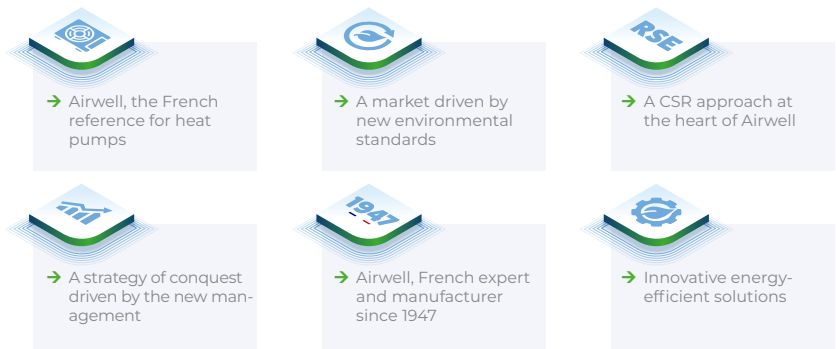 Airwell, the French
reference for heat
pumps
A market driven by
new environmental
standards
RSE
A CSR approach at
the heart of Airwell
A strategy of conquest
driven by the new man-
agement
1947
Airwell, French expert
and manufacturer
since 1947
Innovative energy-
efficient solutions